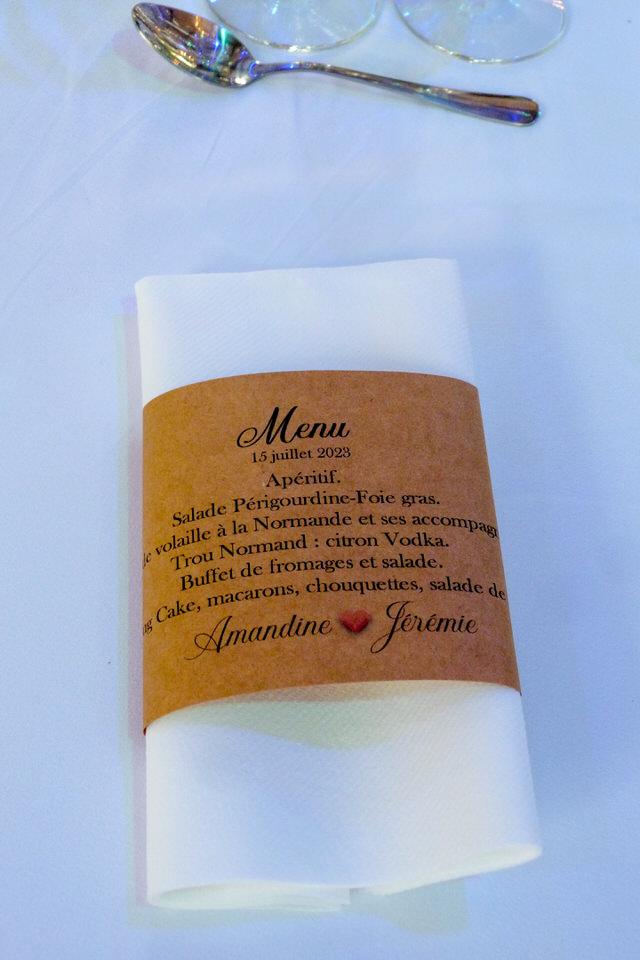 Menu
15 juillet 2023
Apéritif.
Salade Périgourdine-Foie gras.
volaille à la Normande et ses
Trou Normand : citron Vodka.
Buffet de fromages et salade.
Cake, macarons, chouquettes, salade de
Amandine ❤ Jérémie